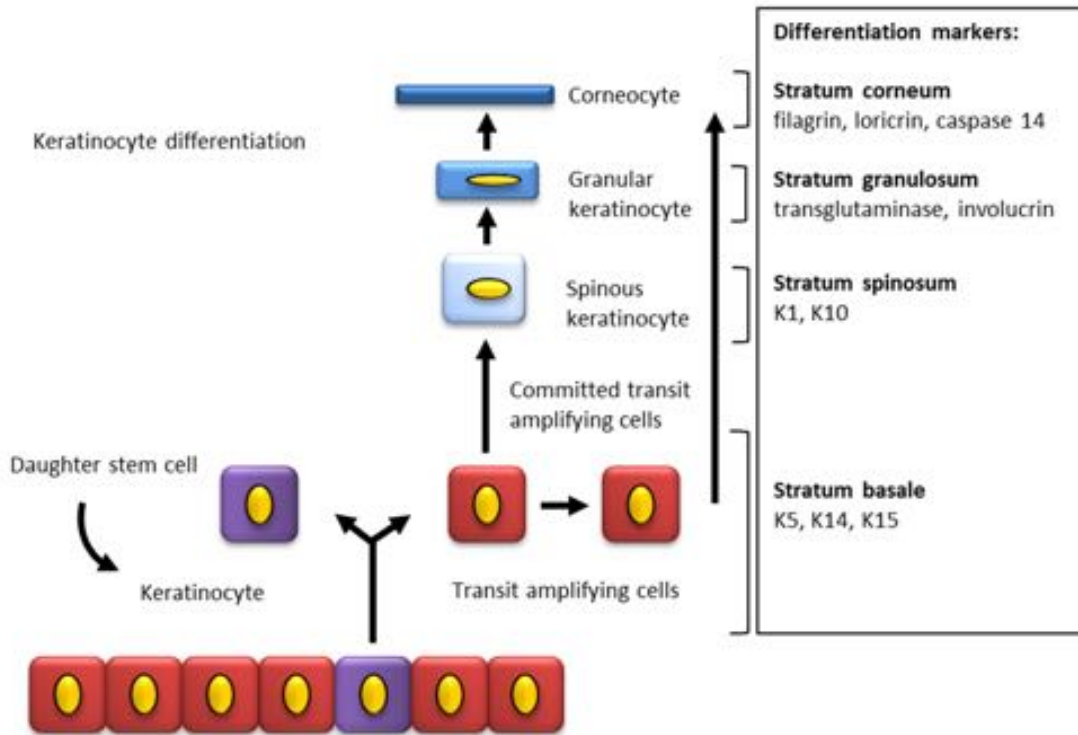 Keratinocyte differentiation
Corneocyte
Granular
keratinocyte
Spinous
keratinocyte
Committed transit
amplifying cells
Daughter stem cell
Keratinocyte
Transit amplifying cells
Differentiation markers:
Stratum corneum
filagrin, loricrin, caspase 14
Stratum granulosum
transglutaminase, involucrin
Stratum spinosum
K1, K10
Stratum basale
K5, K14, K15